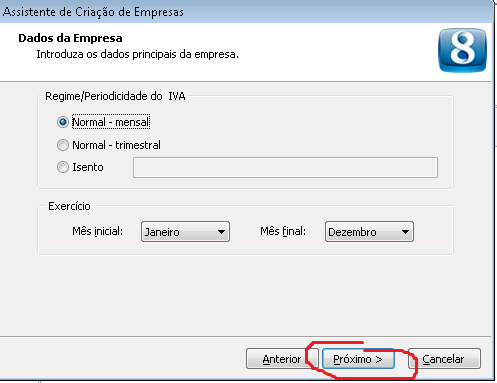 Assistente de Criação de Empresas
Dados da Empresa
Introduza os dados principais da empresa.
8
Regime/Periodicidade do IVA
Normal - mensal
Normal - trimestral
Isento
Exercício
Mês inicial: Janeiro Mês final: Dezembro
Anterior Próximo > Cancelar